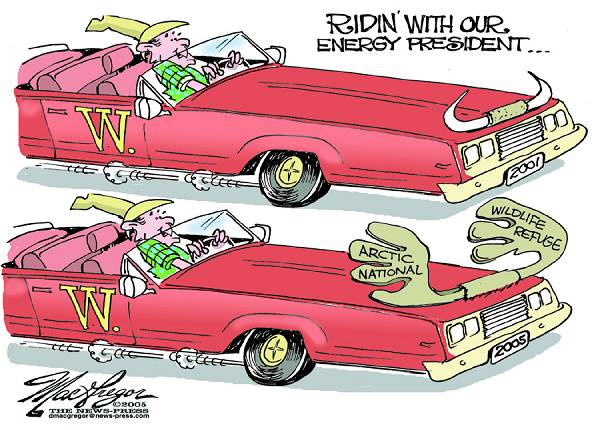 RIDIN' WITH OUR
ENERGY PRESIDENT...
W.
2001
WILDLIFE
REFUGE
ARCTIC
NATIONAL
W.
2005
MacGregor
©2005
THE NEWS-PRESS
dmacgregor@news-press.com